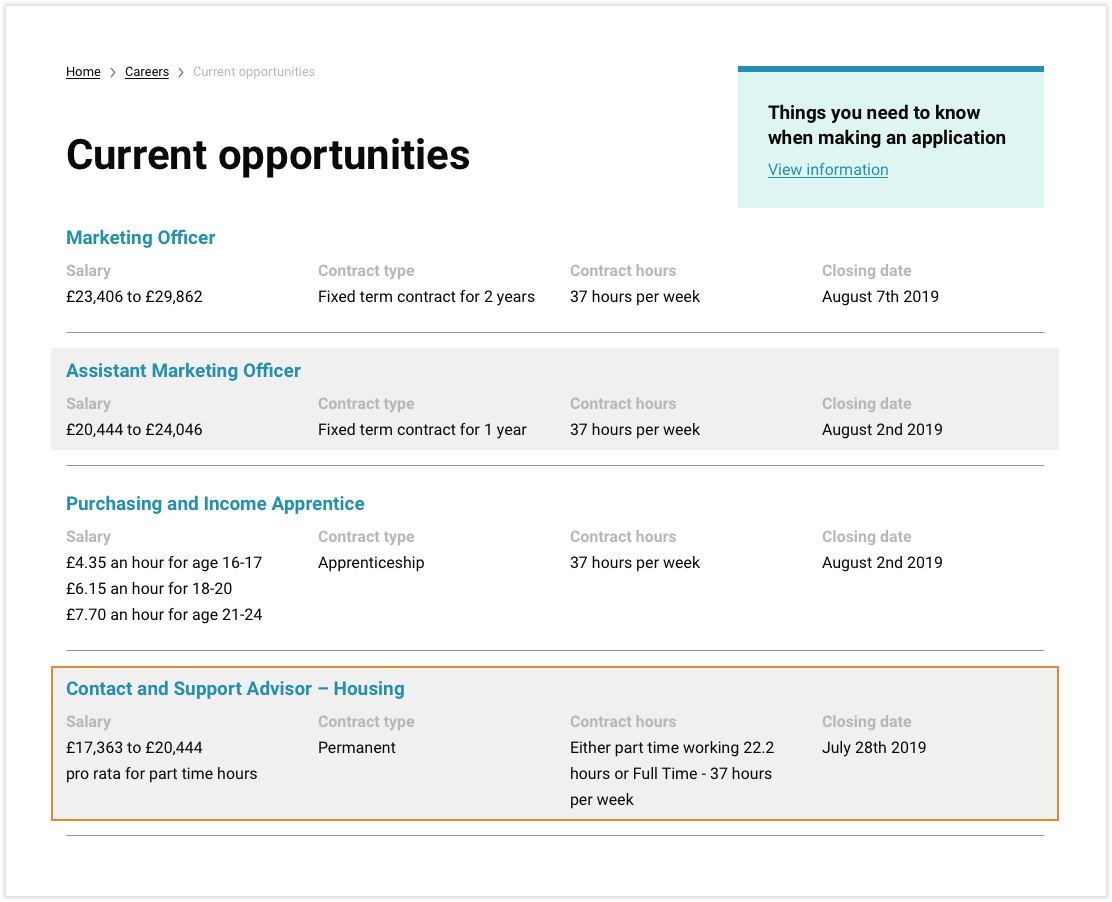 Home > Careers > Current opportunities
Things you need to know
when making an application
View information
Current opportunities
Marketing Officer
Salary Contract type Contract hours Closing date
£23,406 to £29,862 Fixed term contract for 2 years 37 hours per week August 7th 2019
Assistant Marketing Officer
Salary Contract type Contract hours Closing date
£20,444 to £24,046 Fixed term contract for 1 year 37 hours per week August 2nd 2019
Purchasing and Income Apprentice
Salary Contract type Contract hours Closing date
£4.35 an hour for age 16-17 Apprenticeship 37 hours per week August 2nd 2019
£6.15 an hour for 18-20
£7.70 an hour for age 21-24
Contact and Support Advisor – Housing
Salary Contract type Contract hours Closing date
£17,363 to £20,444 Permanent Either part time working 22.2 July 28th 2019
pro rata for part time hours hours or Full Time - 37 hours
per week